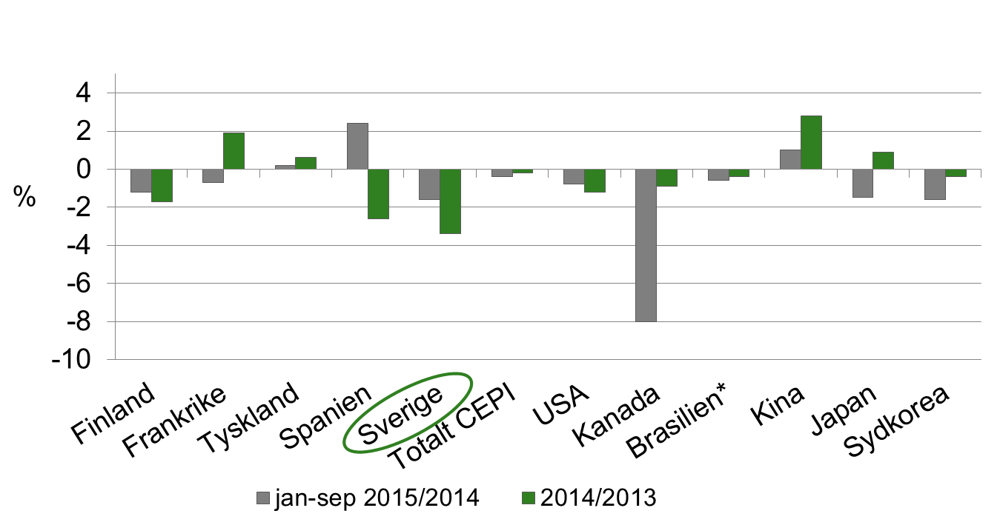 4
2
0
-2
-4
-6
-8
-10
%
Finland
Frankrike
Tyskland
Spanien
Sverige
Totalt CEPI
USA
Kanada
Brasilien*
Kina
Japan
Sydkorea
jan-sep 2015/2014
2014/2013